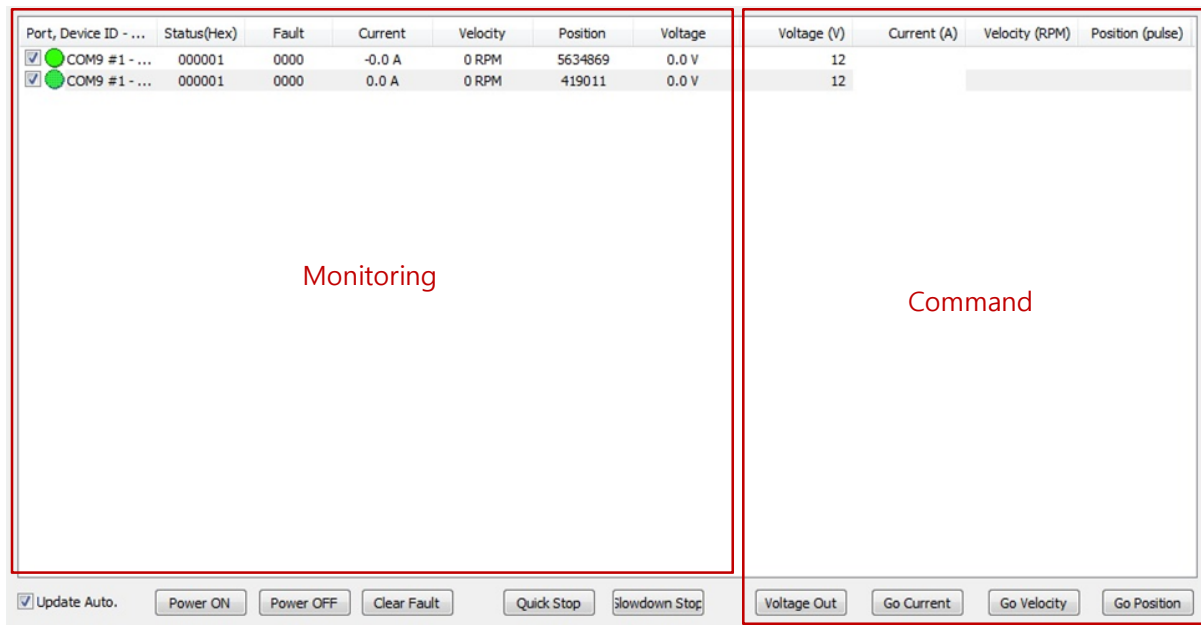 Port, Device ID - ... Status(Hex) Fault Current Velocity Position Voltage Voltage (V) Current (A) Velocity (RPM) Position (pulse)
COM9 #1 - ... 000001 0000 -0.0 A 0 RPM 5634869 0.0 V 12
COM9 #1 - ... 000001 0000 0.0 A 0 RPM 419011 0.0 V 12
Monitoring
Command
Update Auto. Power ON Power OFF Clear Fault Quick Stop Slowdown Stop Voltage Out Go Current Go Velocity Go Position